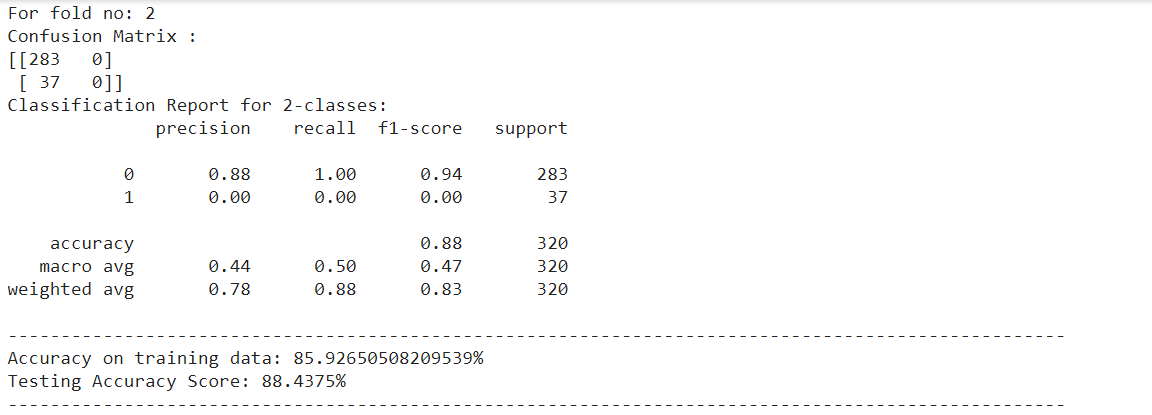 For fold no: 2
Confusion Matrix :
[[283   0]
 [ 37   0]]
Classification Report for 2-classes:
              precision    recall  f1-score   support

           0       0.88      1.00      0.94       283
           1       0.00      0.00      0.00        37

    accuracy                           0.88       320
   macro avg       0.44      0.50      0.47       320
weighted avg       0.78      0.88      0.83       320

----------------------------------------------------------------------------------------------------
Accuracy on training data: 85.92650508209539%
Testing Accuracy Score: 88.4375%
----------------------------------------------------------------------------------------------------